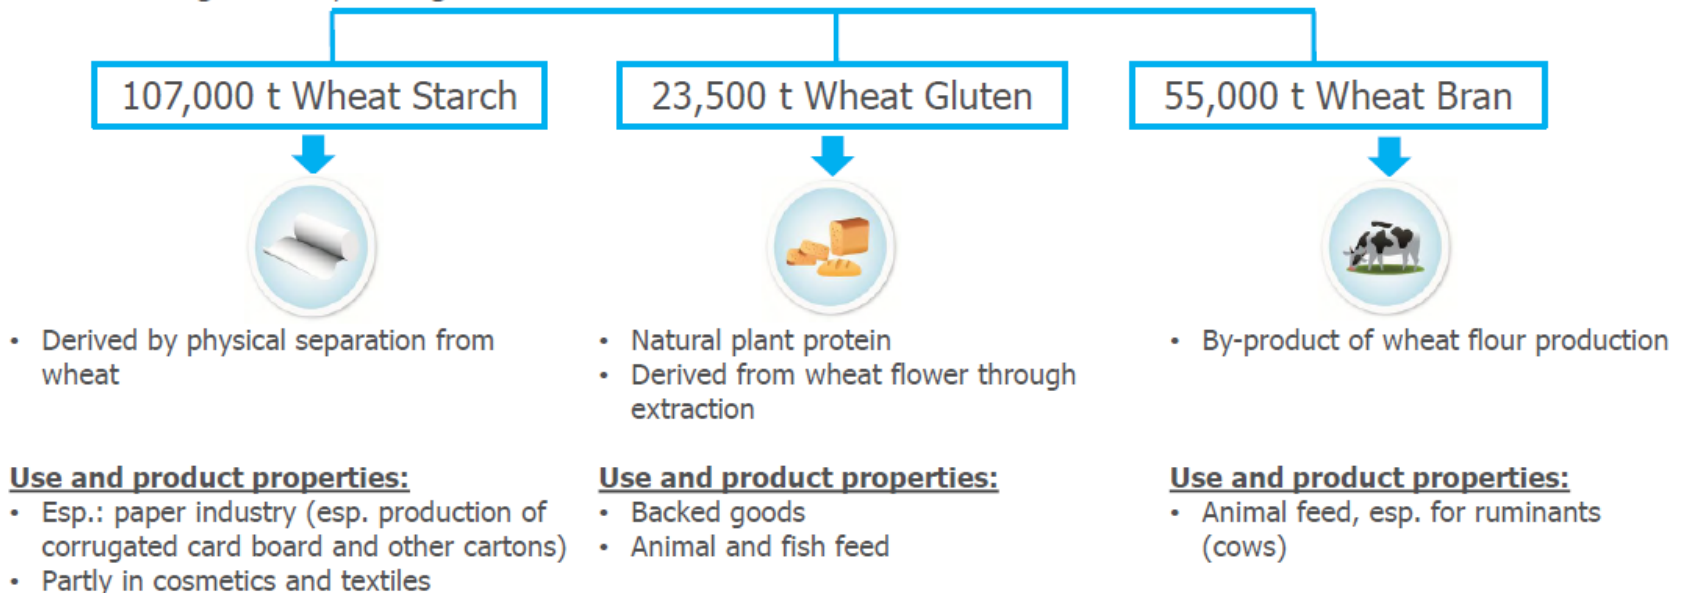 107,000 t Wheat Starch
23,500 t Wheat Gluten
55,000 t Wheat Bran
• Derived by physical separation from
wheat
• Natural plant protein
• Derived from wheat flower through
extraction
• By-product of wheat flour production
Use and product properties:
• Esp.: paper industry (esp. production of
corrugated card board and other cartons)
• Partly in cosmetics and textiles
Use and product properties:
• Backed goods
• Animal and fish feed
Use and product properties:
• Animal feed, esp. for ruminants
(cows)